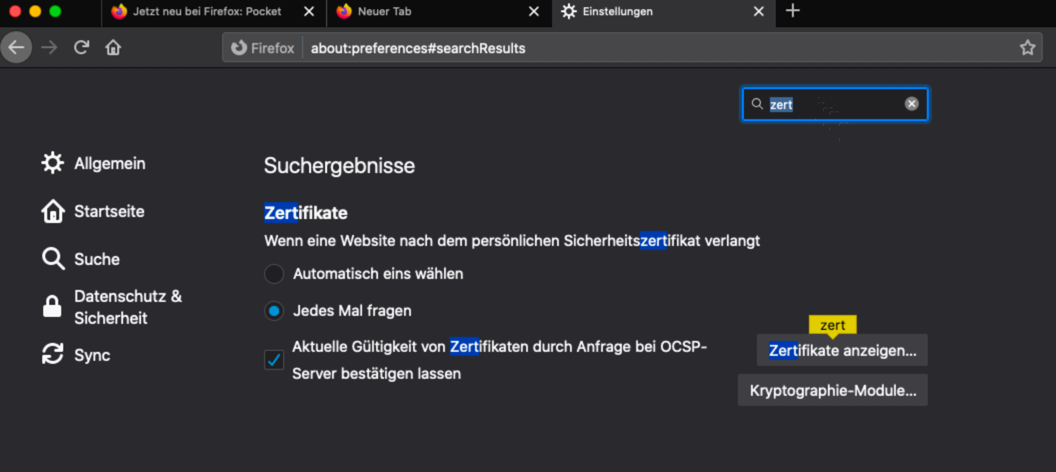 Jetzt neu bei Firefox: Pocket
Neuer Tab
Einstellungen
Firefox
about:preferences#searchResults
zert
Allgemein
Startseite
Suche
Datenschutz &
Sicherheit
Sync
Suchergebnisse
Zertifikate
Wenn eine Website nach dem persönlichen Sicherheitszertifikat verlangt
Automatisch eins wählen
Jedes Mal fragen
Aktuelle Gültigkeit von Zertifikaten durch Anfrage bei OCSP-
Server bestätigen lassen
zert
Zertifikate anzeigen...
Kryptographie-Module...